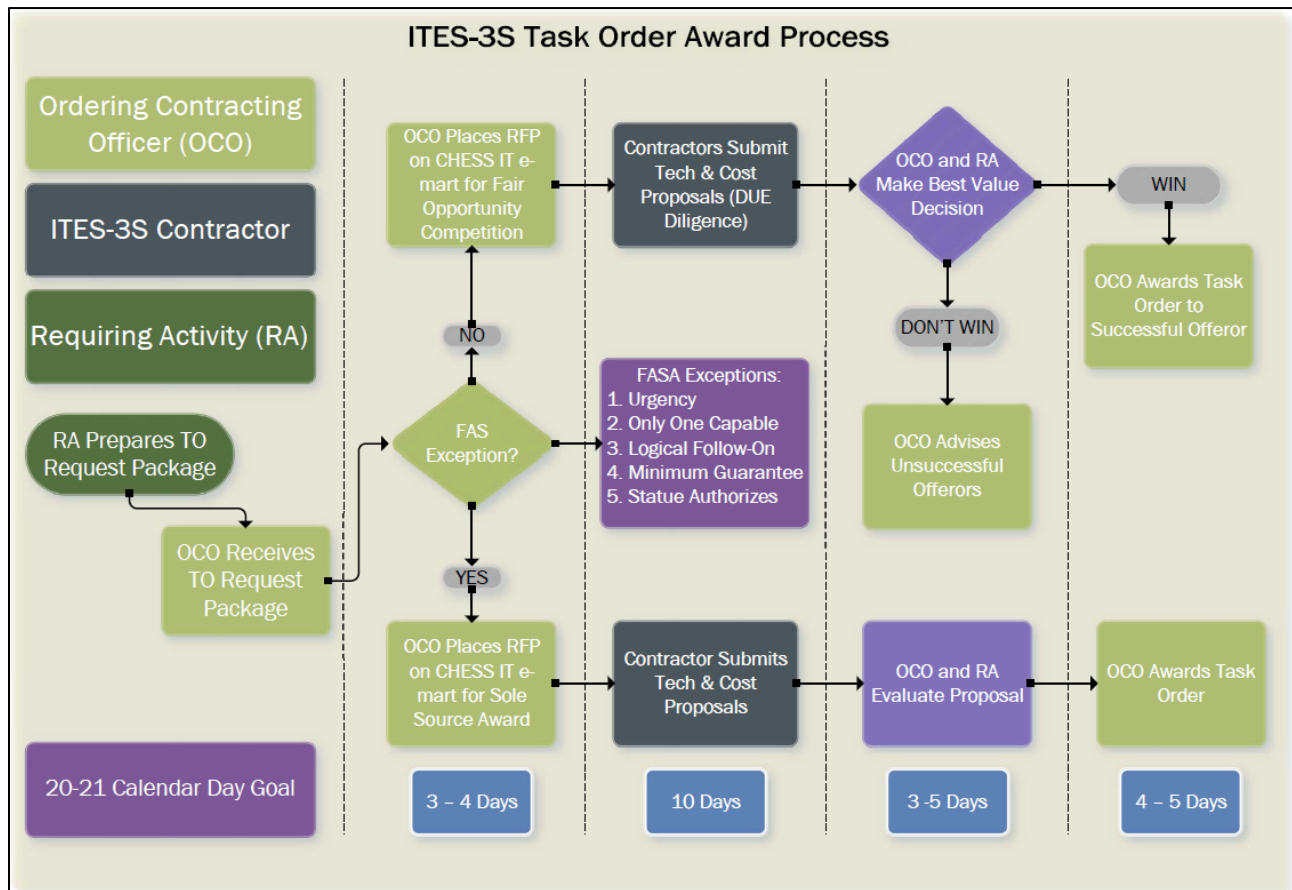 ITES-3S Task Order Award Process
Ordering Contracting
Officer (OCO)
ITES-3S Contractor
Requiring Activity (RA)
RA Prepares TO
Request Package
OCO Receives
TO Request
Package
20-21 Calendar Day Goal
OCO Places RFP
on CHESS IT e-
mart for Fair
Opportunity
Competition
NO
FAS
Exception?
YES
OCO Places RFP
on CHESS IT e-
mart for Sole
Source Award
3 – 4 Days
Contractors Submit
Tech & Cost
Proposals (DUE
Diligence)
FASA Exceptions:
1. Urgency
2. Only One Capable
3. Logical Follow-On
4. Minimum Guarantee
5. Statue Authorizes
Contractor Submits
Tech & Cost
Proposals
10 Days
OCO and RA
Make Best Value
Decision
DON'T WIN
OCO Advises
Unsuccessful
Offerors
OCO and RA
Evaluate Proposal
3 -5 Days
WIN
OCO Awards Task
Order to
Successful Offeror
OCO Awards Task
Order
4 – 5 Days